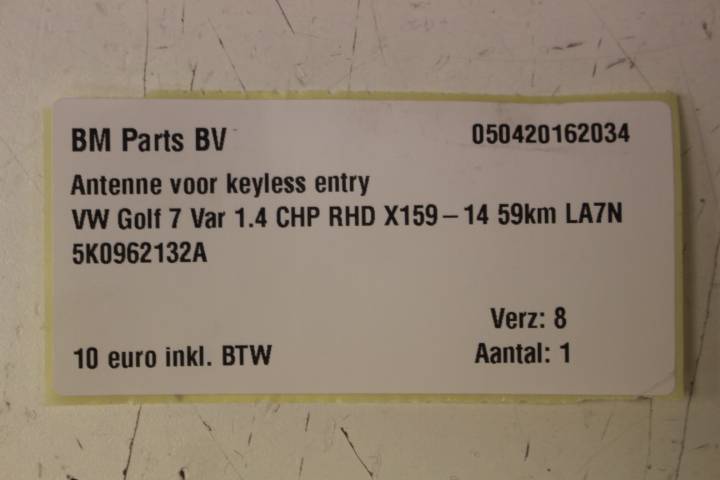 BM Parts BV 050420162034
Antenne voor keyless entry
VW Golf 7 Var 1.4 CHP RHD X159-14 59km LA7N
5K0962132A
Verz: 8
10 euro inkl. BTW Aantal: 1